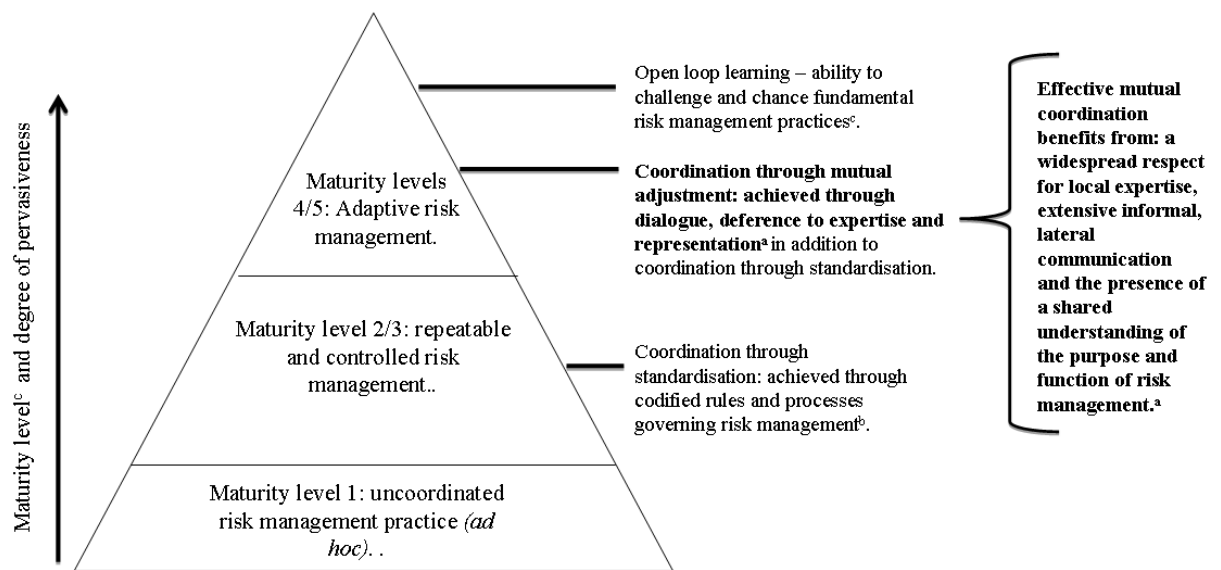 Maturity levelᶜ and degree of pervasiveness
Maturity levels
4/5: Adaptive risk
management.
Maturity level 2/3: repeatable
and controlled risk
management..
Maturity level 1: uncoordinated
risk management practice (ad
hoc). .
Open loop learning – ability to
challenge and chance fundamental
risk management practicesᶜ.
Coordination through mutual
adjustment: achieved through
dialogue, deference to expertise and
representationᵃ in addition to
coordination through standardisation.
Coordination through
standardisation: achieved through
codified rules and processes
governing risk managementᵇ.
Effective mutual
coordination
benefits from: a
widespread respect
for local expertise,
extensive informal,
lateral
communication
and the presence of
a shared
understanding of
the purpose and
function of risk
management.ᵃ